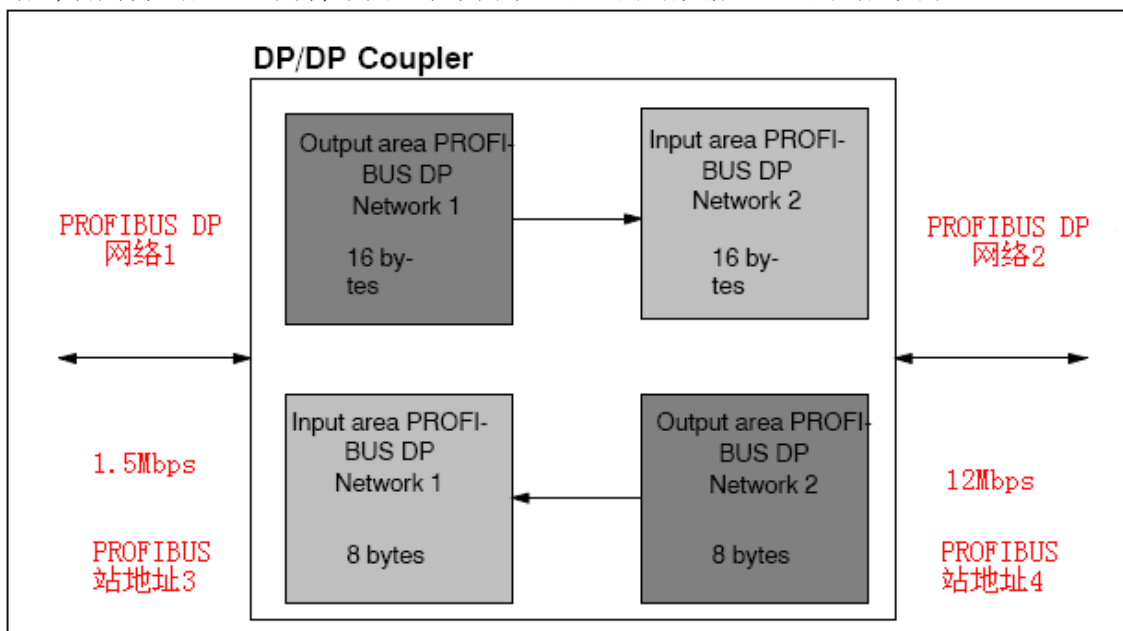 DP/DP Coupler
Output area PROFI-
BUS DP
Network 1
16 by-
tes
Input area PROFI-
BUS DP
Network 2
16 by-
tes
PROFIBUS DP
网络1
PROFIBUS DP
网络2
Input area PROFI-
BUS DP
Network 1
8 bytes
Output area PROFI-
BUS DP
Network 2
8 bytes
1.5Mbps
12Mbps
PROFIBUS
站地址3
PROFIBUS
站地址4